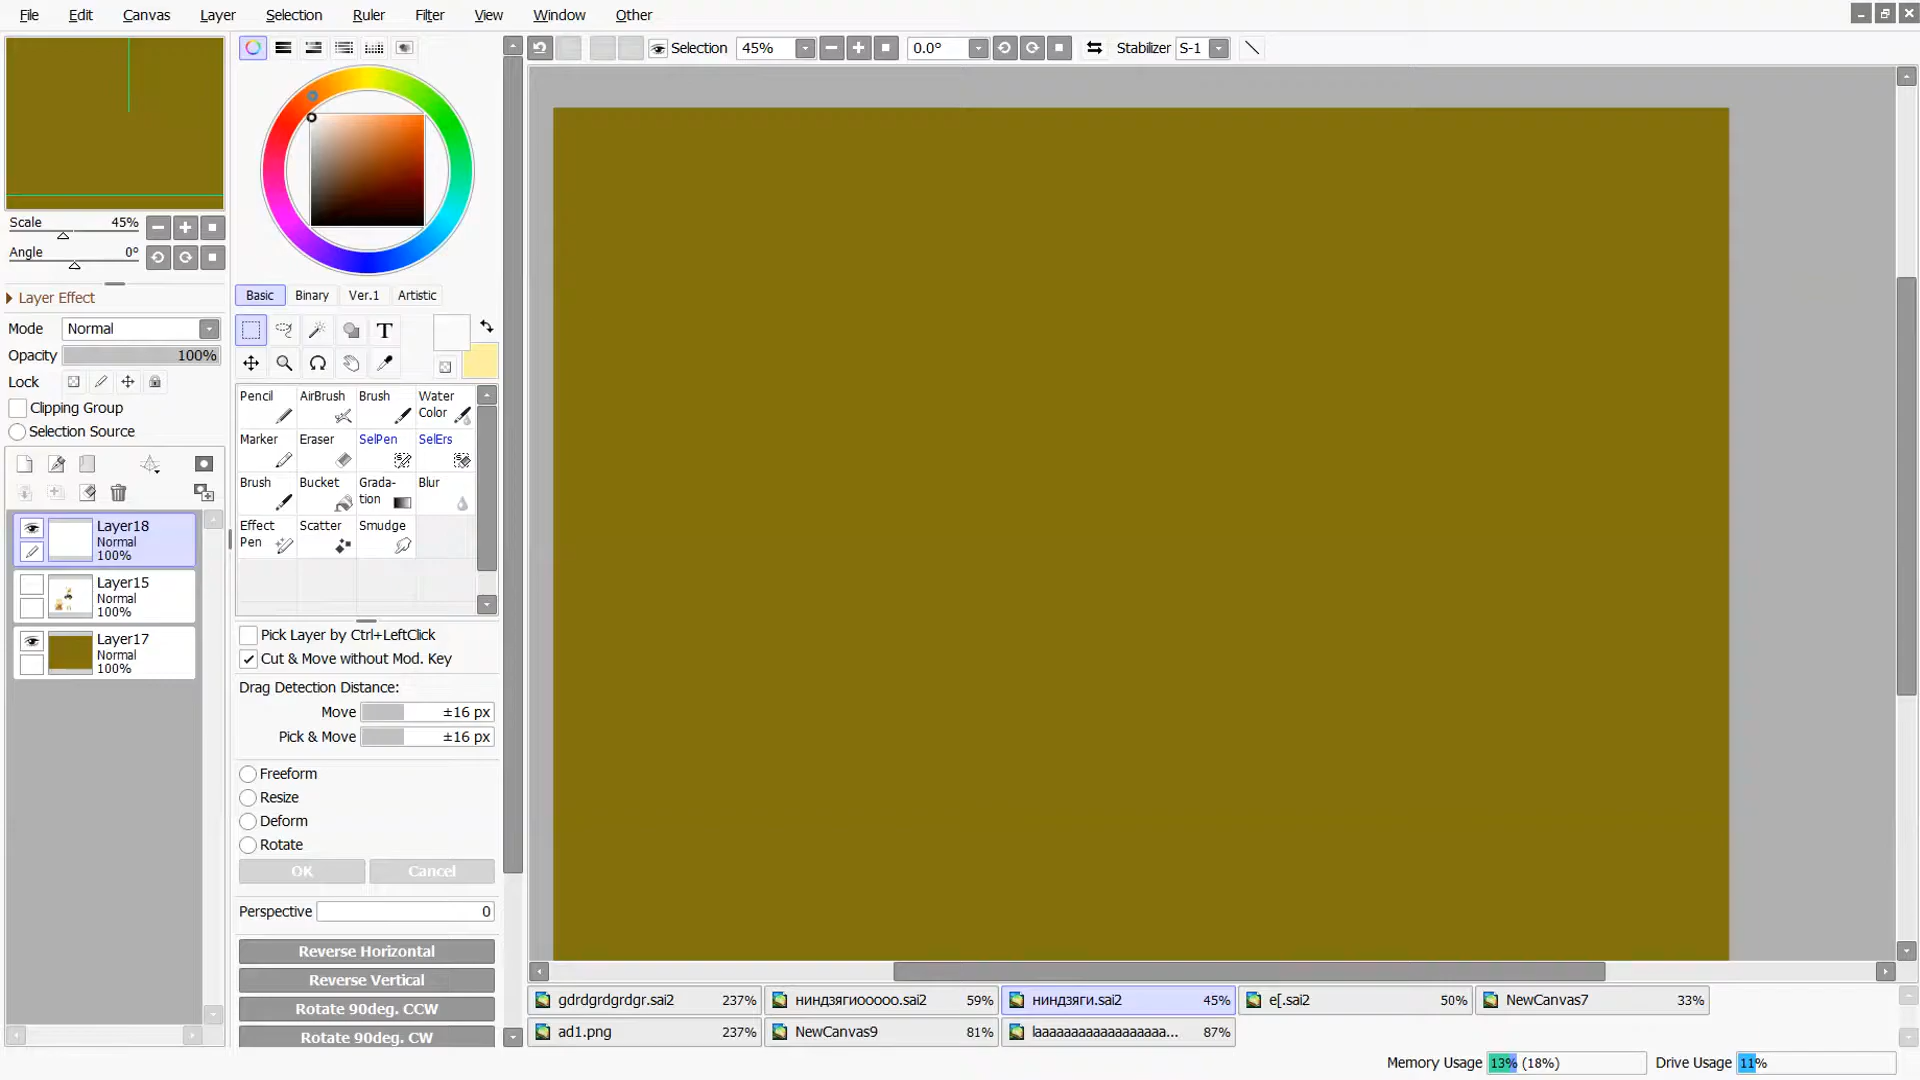 File Edit Canvas Layer Selection Ruler Filter View Window Other
Selection 45% 0.0° Stabilizer S-1
Scale 45%
Angle 0°
Layer Effect
Mode Normal
Opacity 100%
Lock
Clipping Group
Selection Source
Layer18
Normal
100%
Layer15
Normal
100%
Layer17
Normal
100%
Basic Binary Ver.1 Artistic
T
Pencil AirBrush Brush Water Color
Marker Eraser SelPen SelErs
Brush Bucket Grada-tion Blur
Effect Pen Scatter Smudge
Pick Layer by Ctrl+LeftClick
Cut & Move without Mod. Key
Drag Detection Distance:
Move ±16 px
Pick & Move ±16 px
Freeform
Resize
Deform
Rotate
OK Cancel
Perspective 0
Reverse Horizontal
Reverse Vertical
Rotate 90deg. CCW
Rotate 90deg. CW
gdrdgrdgrdgr.sai2 237% ниндзягиооооо.sai2 59% ниндзяги.sai2 45% e[.sai2 50% NewCanvas7 33%
ad1.png 237% NewCanvas9 81% laaaaaaaaaaaaaaaaaa... 87%
Memory Usage 13% (18%) Drive Usage 11%